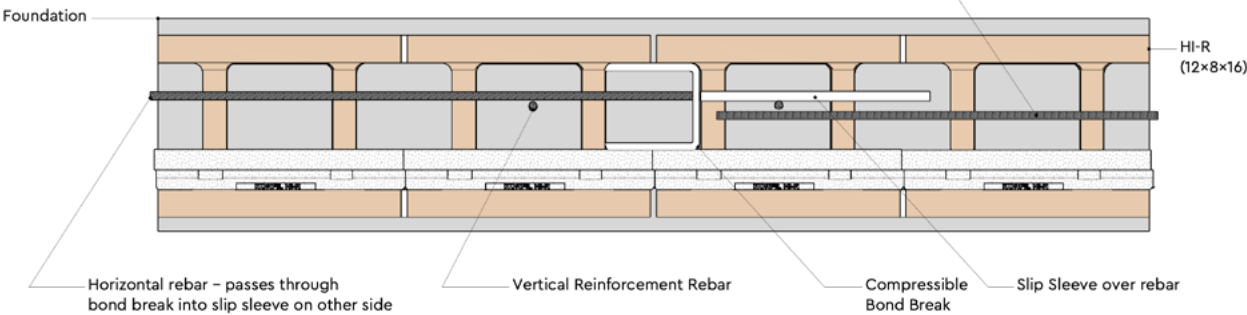 Foundation
HI-R
(12×8×16)
Horizontal rebar – passes through
bond break into slip sleeve on other side
Vertical Reinforcement Rebar
Compressible
Bond Break
Slip Sleeve over rebar